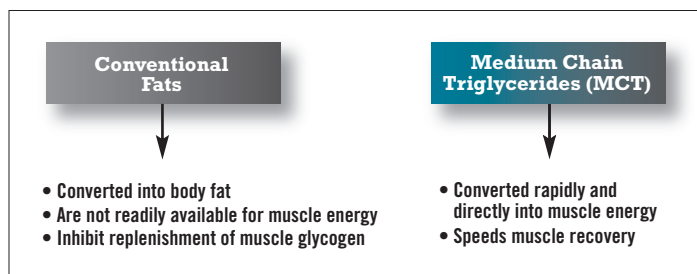 Conventional
Fats
• Converted into body fat
• Are not readily available for muscle energy
• Inhibit replenishment of muscle glycogen
Medium Chain
Triglycerides (MCT)
• Converted rapidly and
directly into muscle energy
• Speeds muscle recovery